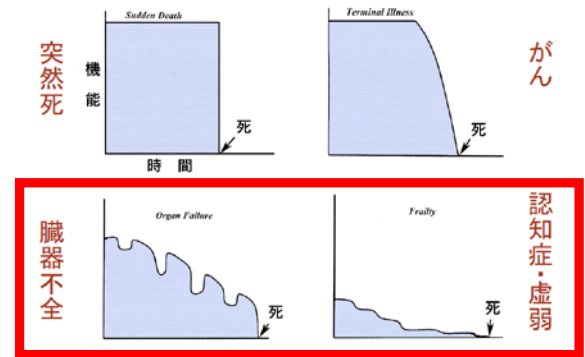 Sudden Death
突然死
機能
死
時間
Terminal Illness
がん
死
Organ Failure
臓器不全
死
Frailty
認知症・虚弱
死